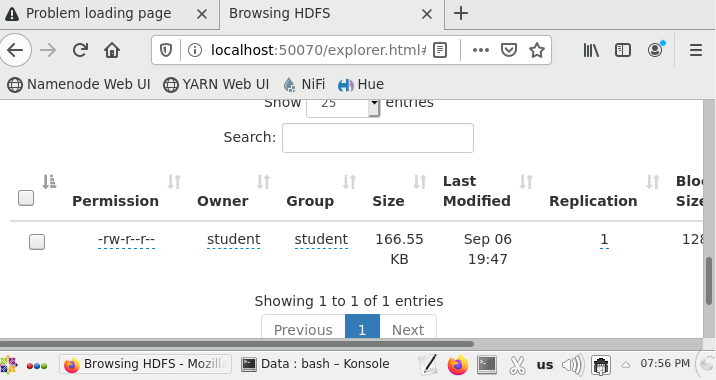 Problem loading page
Browsing HDFS
localhost:50070/explorer.html#
Namenode Web UI YARN Web UI NiFi Hue
Show 25 entries
Search:
Permission Owner Group Size Last Modified Replication Bloc Size
-rw-r--r-- student student 166.55 KB Sep 06 19:47 1 128
Showing 1 to 1 of 1 entries
Previous 1 Next
Browsing HDFS - Mozill Data : bash – Konsole us 07:56 PM